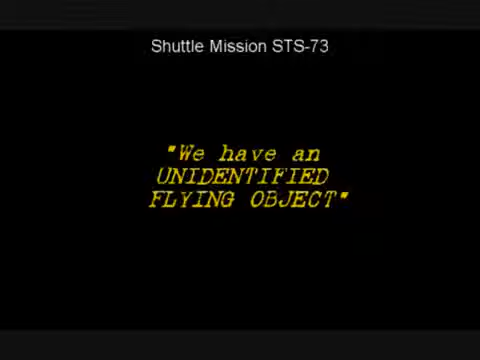 Shuttle Mission STS-73
"We have an
UNIDENTIFIED
FLYING OBJECT"